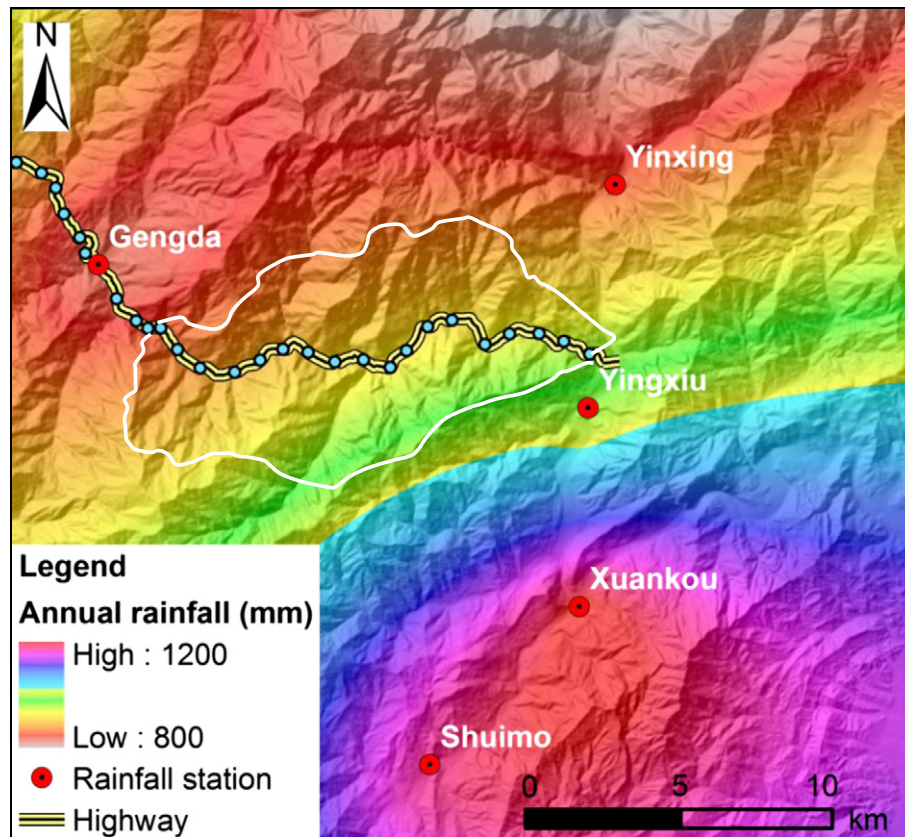 N
Yinxing
Gengda
Yingxiu
Xuankou
Shuimo
Legend
Annual rainfall (mm)
High : 1200
Low : 800
Rainfall station
Highway
0 5 10
km